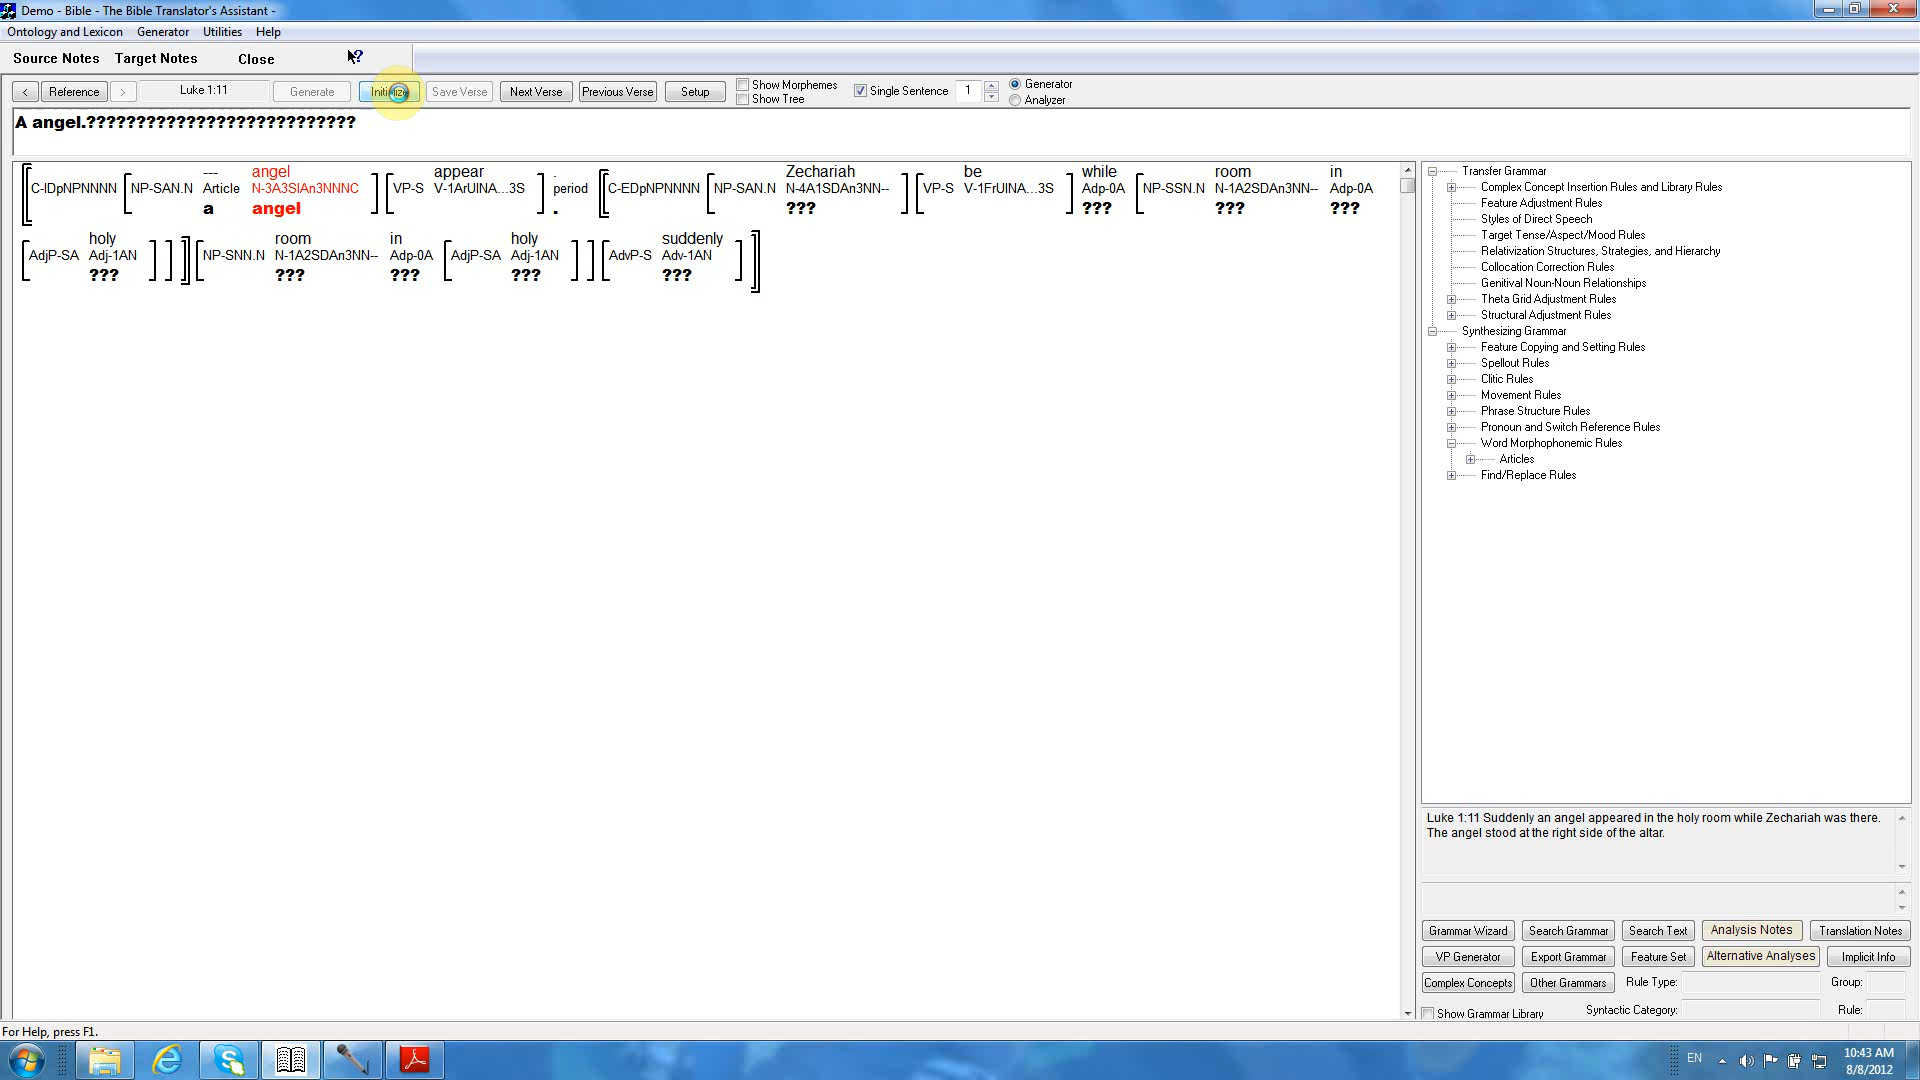 Demo - Bible - The Bible Translator's Assistant -
Ontology and Lexicon Generator Utilities Help
Source Notes Target Notes Close ?
< Reference > Luke 1:11 Generate Initialize Save Verse Next Verse Previous Verse Setup Show Morphemes Show Tree Single Sentence 1 Generator Analyzer
A angel.???????????????????????????
--- angel appear . Zechariah be while room in
C-IDpNPNNNN NP-SAN.N Article N-3A3SIAn3NNNC VP-S V-1ArUINA...3S period C-EDpNPNNNN NP-SAN.N N-4A1SDAn3NN-- VP-S V-1FrUINA...3S Adp-0A NP-SSN.N N-1A2SDAn3NN-- Adp-0A
a angel . ??? ??? ??? ???
holy room in holy suddenly
AdjP-SA Adj-1AN NP-SNN.N N-1A2SDAn3NN-- Adp-0A AdjP-SA Adj-1AN AdvP-S Adv-1AN
??? ??? ??? ??? ???
Transfer Grammar
Complex Concept Insertion Rules and Library Rules
Feature Adjustment Rules
Styles of Direct Speech
Target Tense/Aspect/Mood Rules
Relativization Structures, Strategies, and Hierarchy
Collocation Correction Rules
Genitival Noun-Noun Relationships
Theta Grid Adjustment Rules
Structural Adjustment Rules
Synthesizing Grammar
Feature Copying and Setting Rules
Spellout Rules
Clitic Rules
Movement Rules
Phrase Structure Rules
Pronoun and Switch Reference Rules
Word Morphophonemic Rules
Articles
Find/Replace Rules
Luke 1:11 Suddenly an angel appeared in the holy room while Zechariah was there.
The angel stood at the right side of the altar.
Grammar Wizard Search Grammar Search Text Analysis Notes Translation Notes
VP Generator Export Grammar Feature Set Alternative Analyses Implicit Info
Complex Concepts Other Grammars Rule Type: Group:
Show Grammar Library Syntactic Category: Rule:
For Help, press F1.
EN 10:43 AM
8/8/2012